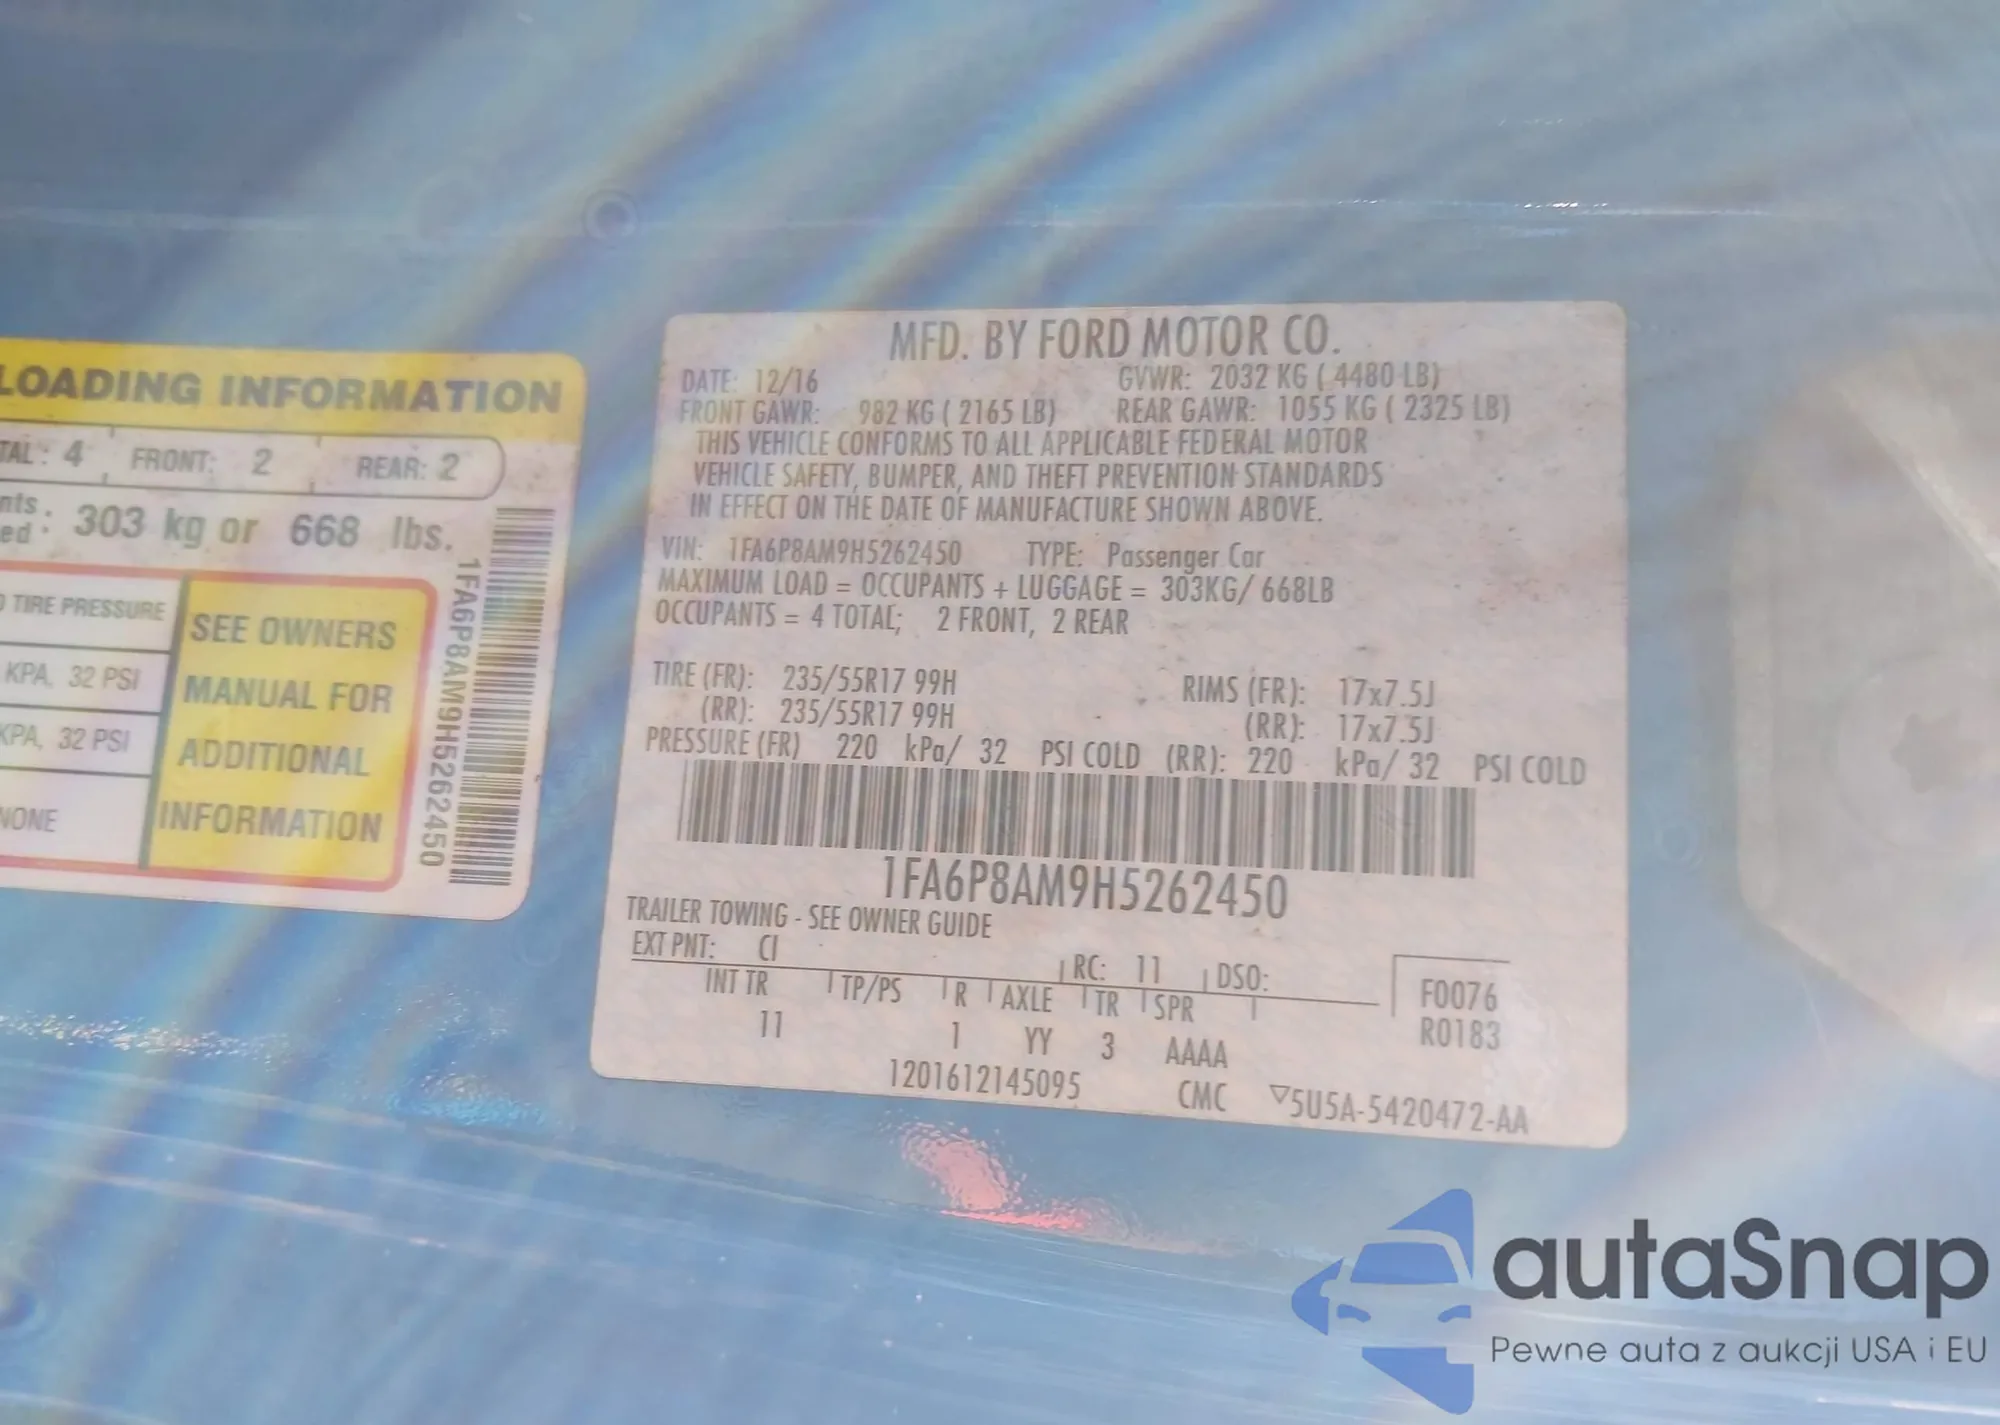 LOADING INFORMATION
TAL: 4 FRONT: 2 REAR: 2
nts.
ed: 303 kg or 668 lbs.
TIRE PRESSURE
KPA, 32 PSI
KPA, 32 PSI
NONE
SEE OWNERS
MANUAL FOR
ADDITIONAL
INFORMATION
1FA6P8AM9H5262450
MFD. BY FORD MOTOR CO.
DATE: 12/16 GVWR: 2032 KG ( 4480 LB)
FRONT GAWR: 982 KG ( 2165 LB) REAR GAWR: 1055 KG ( 2325 LB)
THIS VEHICLE CONFORMS TO ALL APPLICABLE FEDERAL MOTOR
VEHICLE SAFETY, BUMPER, AND THEFT PREVENTION STANDARDS
IN EFFECT ON THE DATE OF MANUFACTURE SHOWN ABOVE.
VIN: 1FA6P8AM9H5262450 TYPE: Passenger Car
MAXIMUM LOAD = OCCUPANTS + LUGGAGE = 303KG/ 668LB
OCCUPANTS = 4 TOTAL; 2 FRONT, 2 REAR
TIRE (FR): 235/55R17 99H RIMS (FR): 17x7.5J
(RR): 235/55R17 99H (RR): 17x7.5J
PRESSURE (FR) 220 kPa/ 32 PSI COLD (RR): 220 kPa/ 32 PSI COLD
1FA6P8AM9H5262450
TRAILER TOWING - SEE OWNER GUIDE
EXT PNT: CI RC: 11 DSO:
INT TR TP/PS R AXLE TR SPR
11 1 YY 3 AAAA
F0076
R0183
1201612145095 CMC ▽5U5A-5420472-AA
autaSnap
Pewne auta z aukcji USA i EU